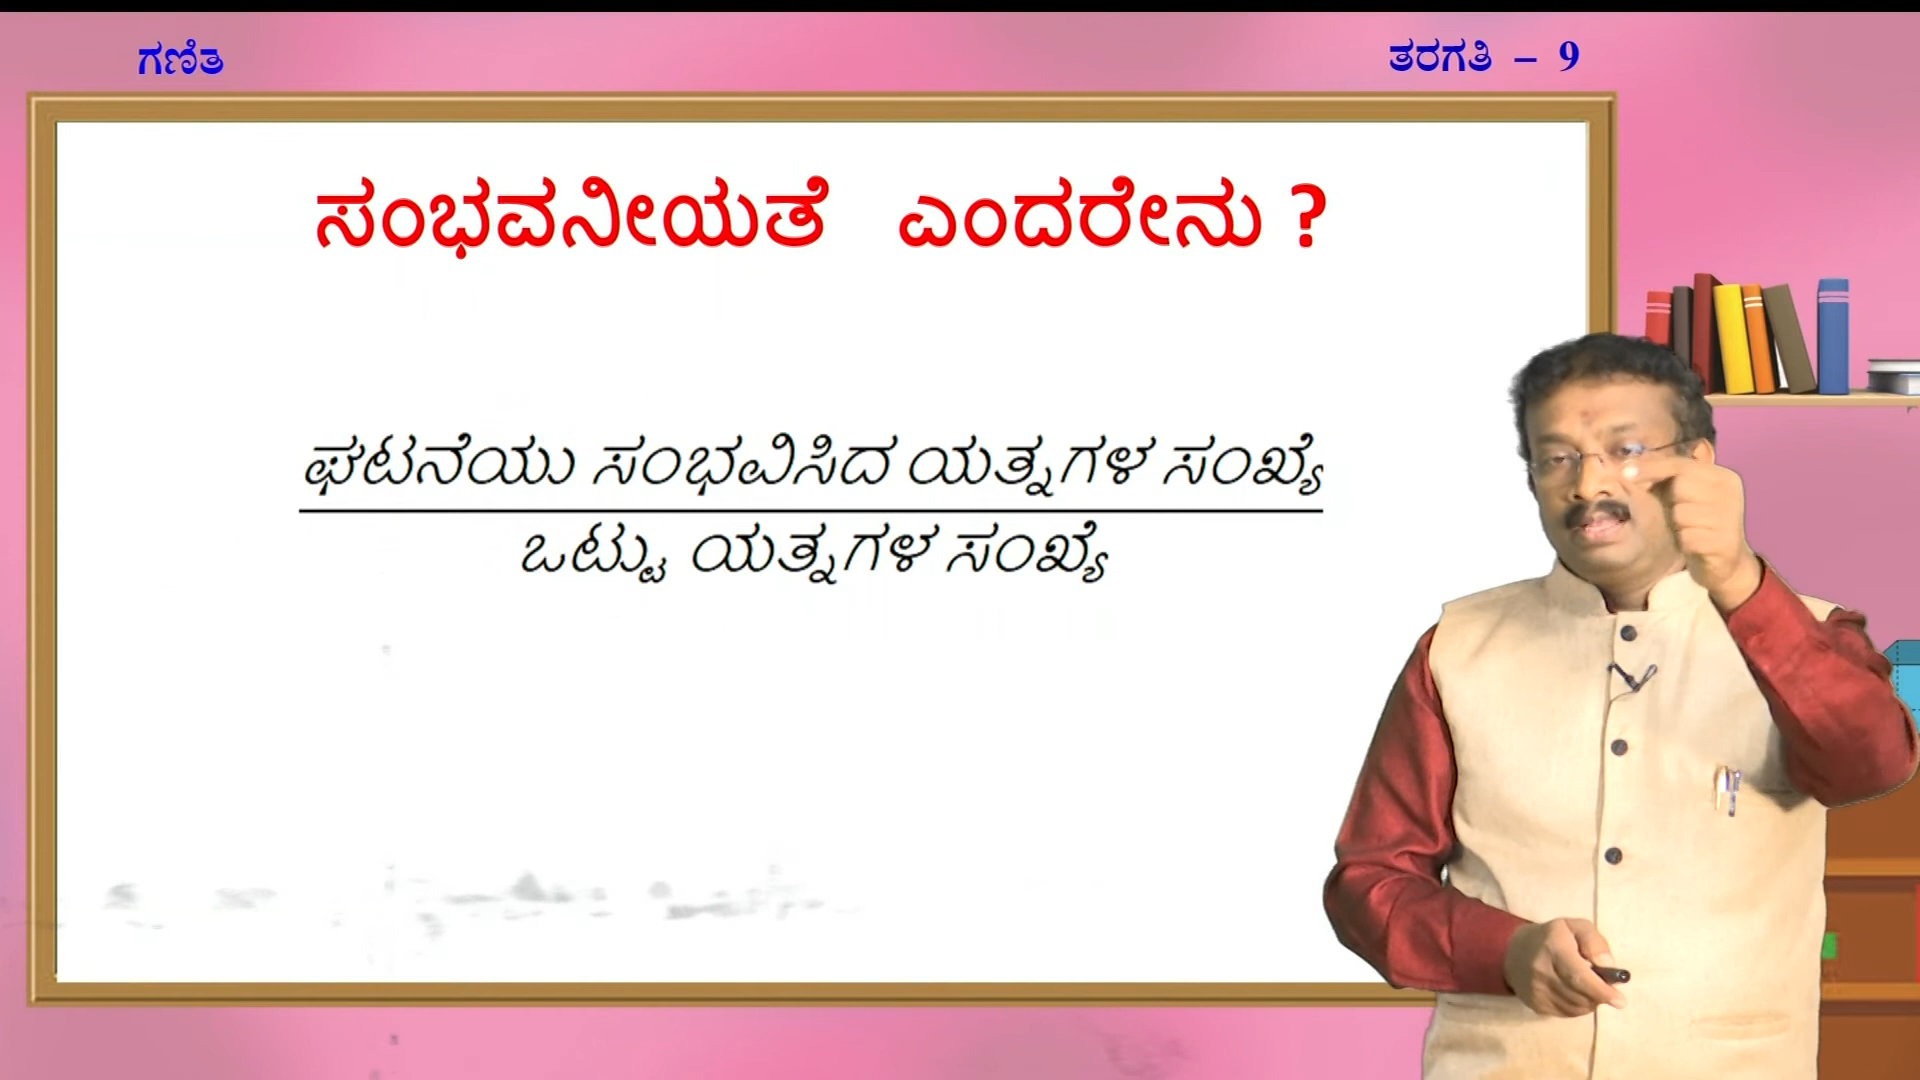 ಗಣಿತ
ತರಗತಿ – 9
ಸಂಭವನೀಯತೆ ಎಂದರೇನು ?
ಘಟನೆಯು ಸಂಭವಿಸಿದ ಯತ್ನಗಳ ಸಂಖ್ಯೆ
ಒಟ್ಟು ಯತ್ನಗಳ ಸಂಖ್ಯೆ